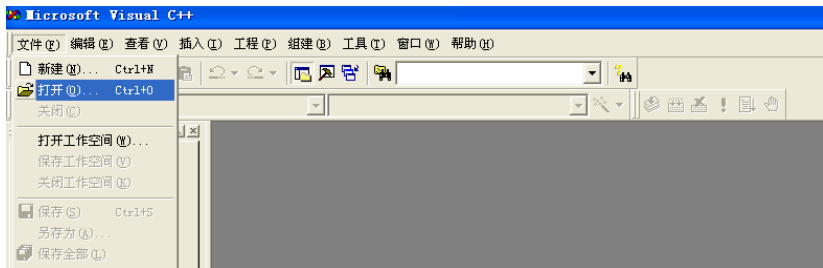 Microsoft Visual C++
文件(F) 编辑(E) 查看(V) 插入(I) 工程(P) 组建(B) 工具(T) 窗口(W) 帮助(H)
新建(N)... Ctrl+N
打开(O)... Ctrl+O
关闭(C)
打开工作空间(W)...
保存工作空间(V)
关闭工作空间(K)
保存(S) Ctrl+S
另存为(A)...
保存全部(L)